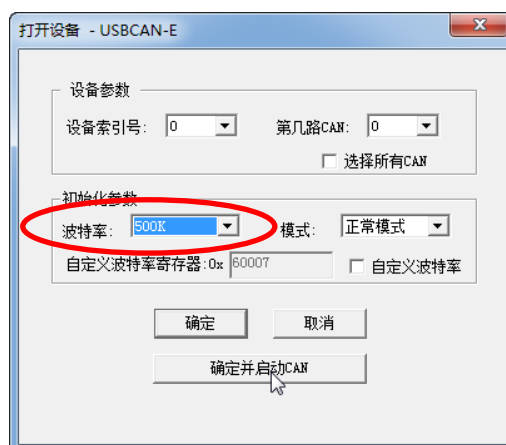 打开设备 - USBCAN-E
设备参数
设备索引号: 0 第几路CAN: 0
选择所有CAN
初始化参数
波特率: 500K 模式: 正常模式
自定义波特率寄存器:0x 60007 自定义波特率
确定 取消
确定并启动CAN